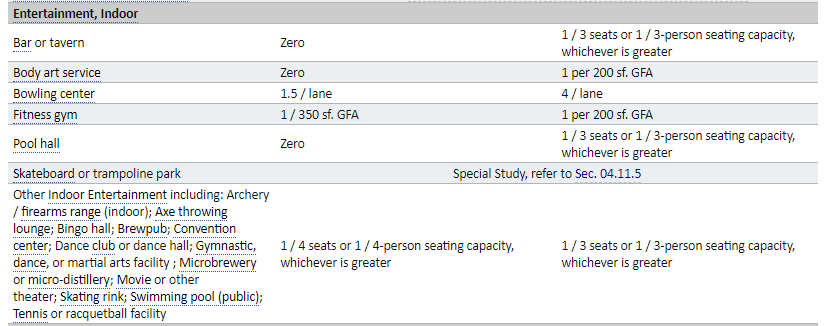 Entertainment, Indoor
Bar or tavern
Zero
1 / 3 seats or 1 / 3-person seating capacity,
whichever is greater
Body art service
Zero
1 per 200 sf. GFA
Bowling center
1.5 / lane
4 / lane
Fitness gym
1 / 350 sf. GFA
1 per 200 sf. GFA
Pool hall
Zero
1 / 3 seats or 1 / 3-person seating capacity,
whichever is greater
Skateboard or trampoline park
Special Study, refer to Sec. 04.11.5
Other Indoor Entertainment including: Archery
/ firearms range (indoor); Axe throwing
lounge; Bingo hall; Brewpub; Convention
center; Dance club or dance hall; Gymnastic,
dance, or martial arts facility ; Microbrewery
or micro-distillery; Movie or other
theater; Skating rink; Swimming pool (public);
Tennis or racquetball facility
1 / 4 seats or 1 / 4-person seating capacity,
whichever is greater
1 / 3 seats or 1 / 3-person seating capacity,
whichever is greater